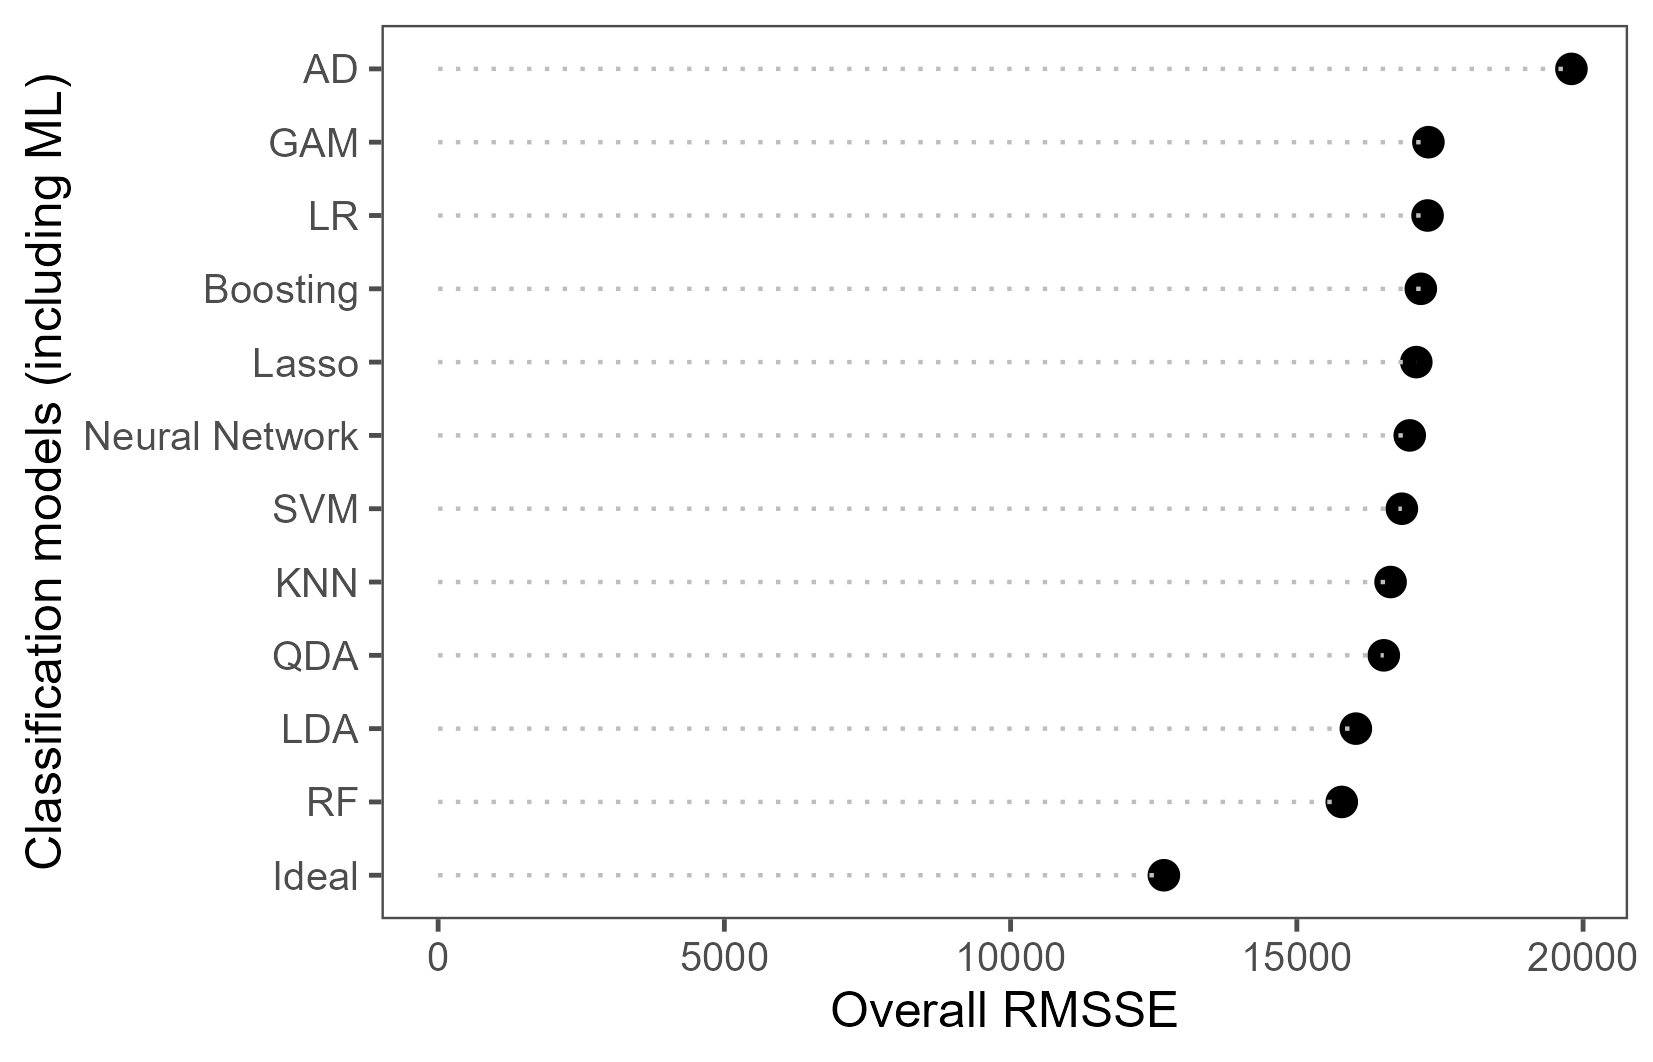 Classification models (including ML)
AD
GAM
LR
Boosting
Lasso
Neural Network
SVM
KNN
QDA
LDA
RF
Ideal
0 5000 10000 15000 20000
Overall RMSSE